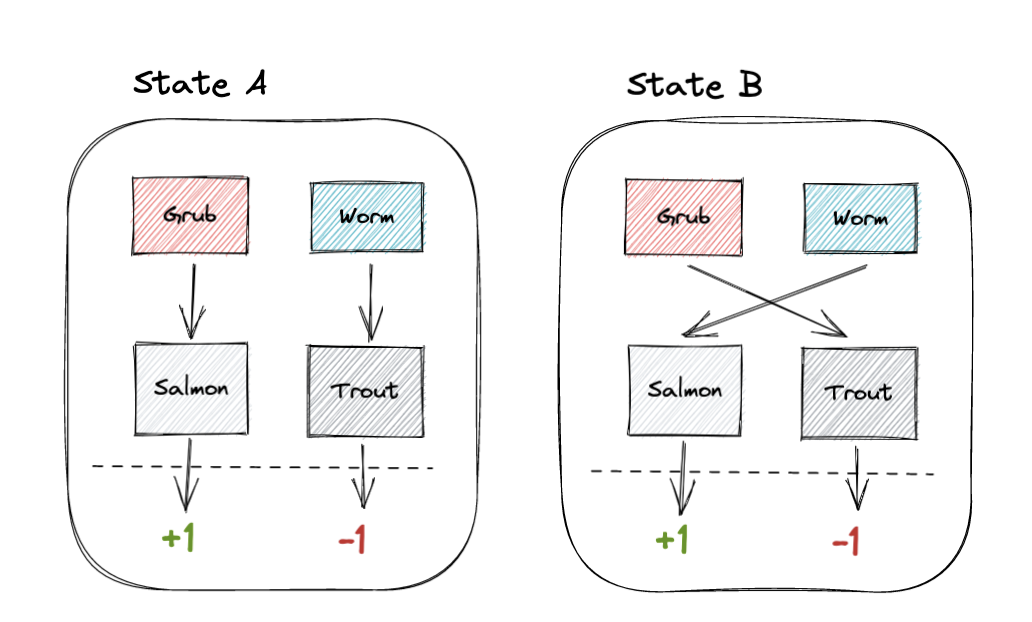 State A
Grub
Worm
Salmon
Trout
+1
-1
State B
Grub
Worm
Salmon
Trout
+1
-1